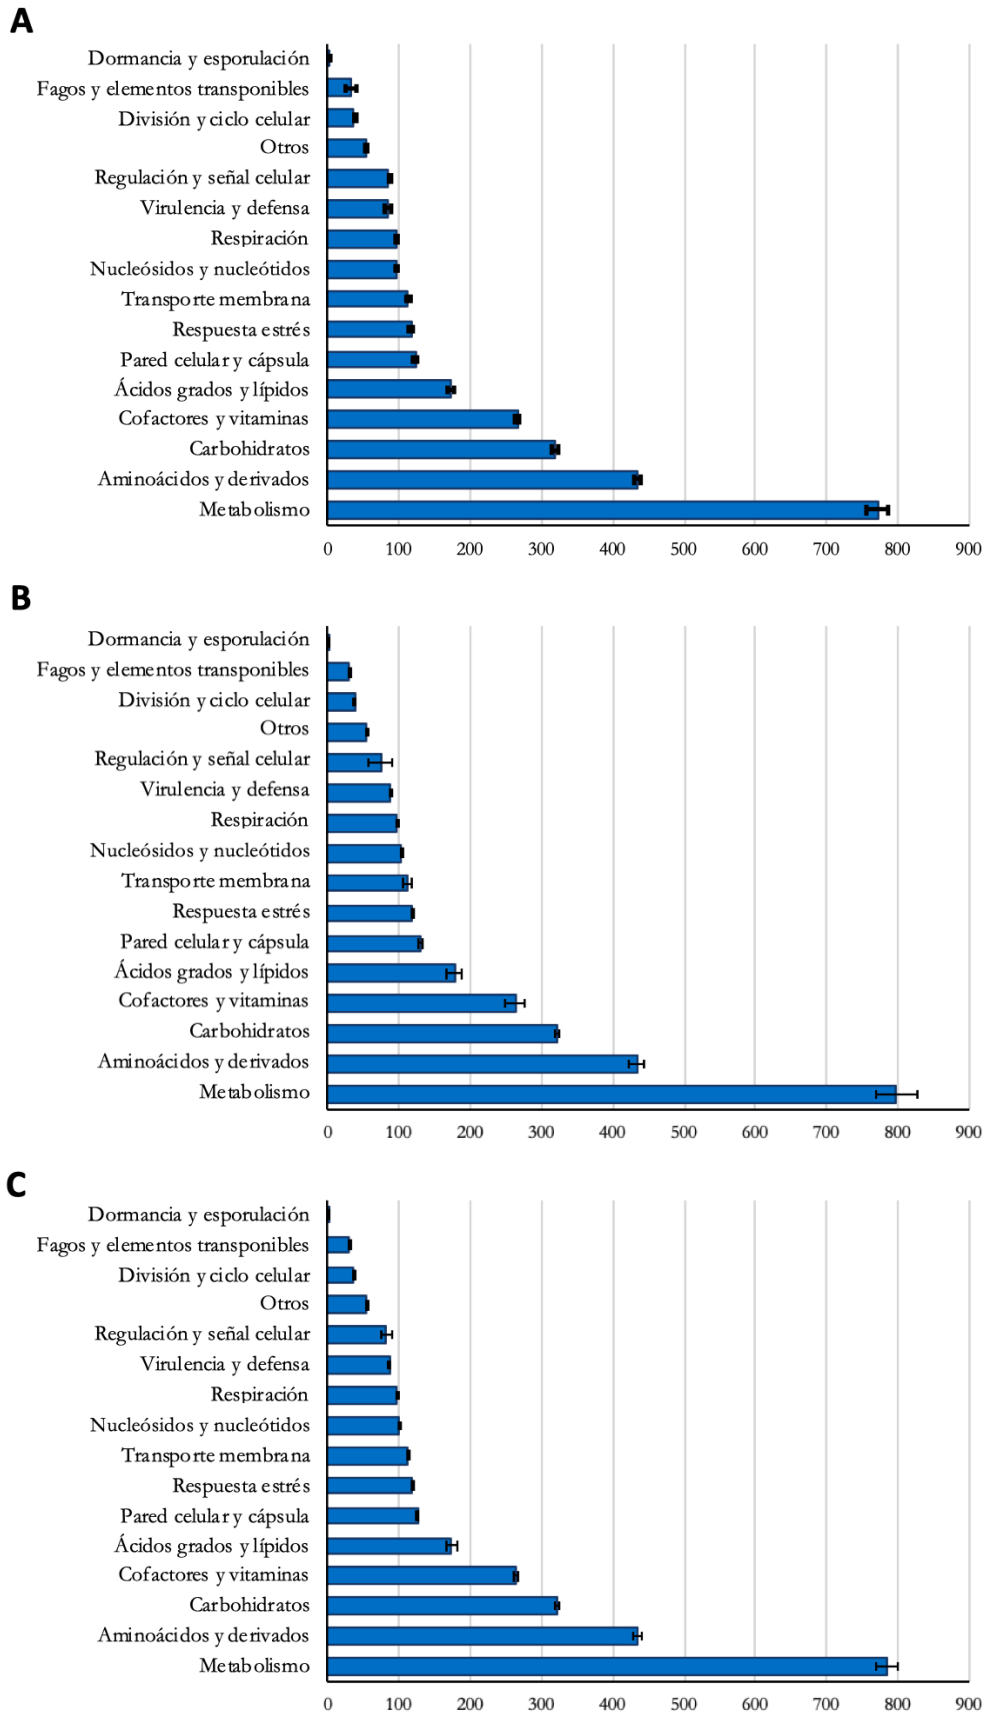 A
Dormancia y esporulación
Fagos y elementos transponibles
División y ciclo celular
Otros
Regulación y señal celular
Virulencia y defensa
Respiración
Nucleósidos y nucleótidos
Transporte membrana
Respuesta estrés
Pared celular y cápsula
Ácidos grados y lípidos
Cofactores y vitaminas
Carbohidratos
Aminoácidos y derivados
Metabolismo
0 100 200 300 400 500 600 700 800 900
B
Dormancia y esporulación
Fagos y elementos transponibles
División y ciclo celular
Otros
Regulación y señal celular
Virulencia y defensa
Respiración
Nucleósidos y nucleótidos
Transporte membrana
Respuesta estrés
Pared celular y cápsula
Ácidos grados y lípidos
Cofactores y vitaminas
Carbohidratos
Aminoácidos y derivados
Metabolismo
0 100 200 300 400 500 600 700 800 900
C
Dormancia y esporulación
Fagos y elementos transponibles
División y ciclo celular
Otros
Regulación y señal celular
Virulencia y defensa
Respiración
Nucleósidos y nucleótidos
Transporte membrana
Respuesta estrés
Pared celular y cápsula
Ácidos grados y lípidos
Cofactores y vitaminas
Carbohidratos
Aminoácidos y derivados
Metabolismo
0 100 200 300 400 500 600 700 800 900